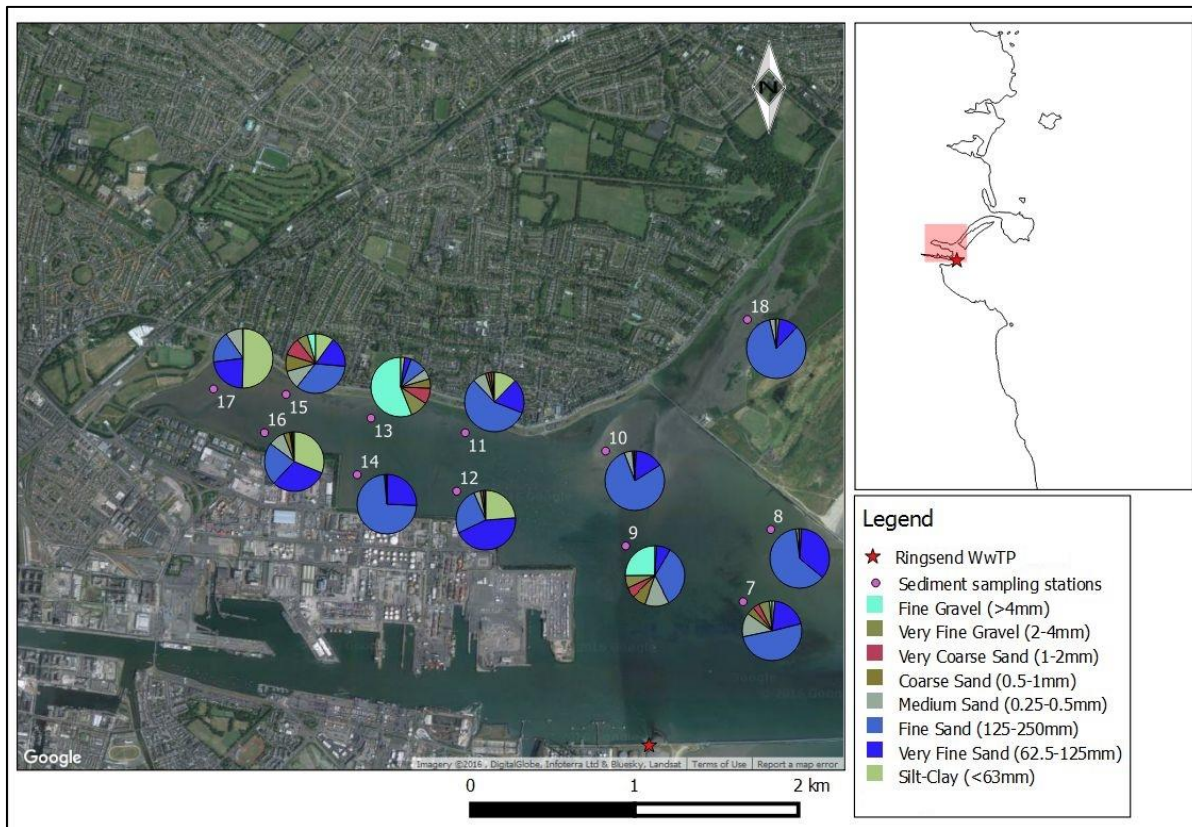 N
18
17
15
13
11
16
14
12
10
9
8
7
Google
Imagery ©2016 , DigitalGlobe, Infoterra Ltd & Bluesky, Landsat
Terms of Use
Report a map error
0 1 2 km
Legend
Ringsend WwTP
Sediment sampling stations
Fine Gravel (>4mm)
Very Fine Gravel (2-4mm)
Very Coarse Sand (1-2mm)
Coarse Sand (0.5-1mm)
Medium Sand (0.25-0.5mm)
Fine Sand (125-250mm)
Very Fine Sand (62.5-125mm)
Silt-Clay (<63mm)